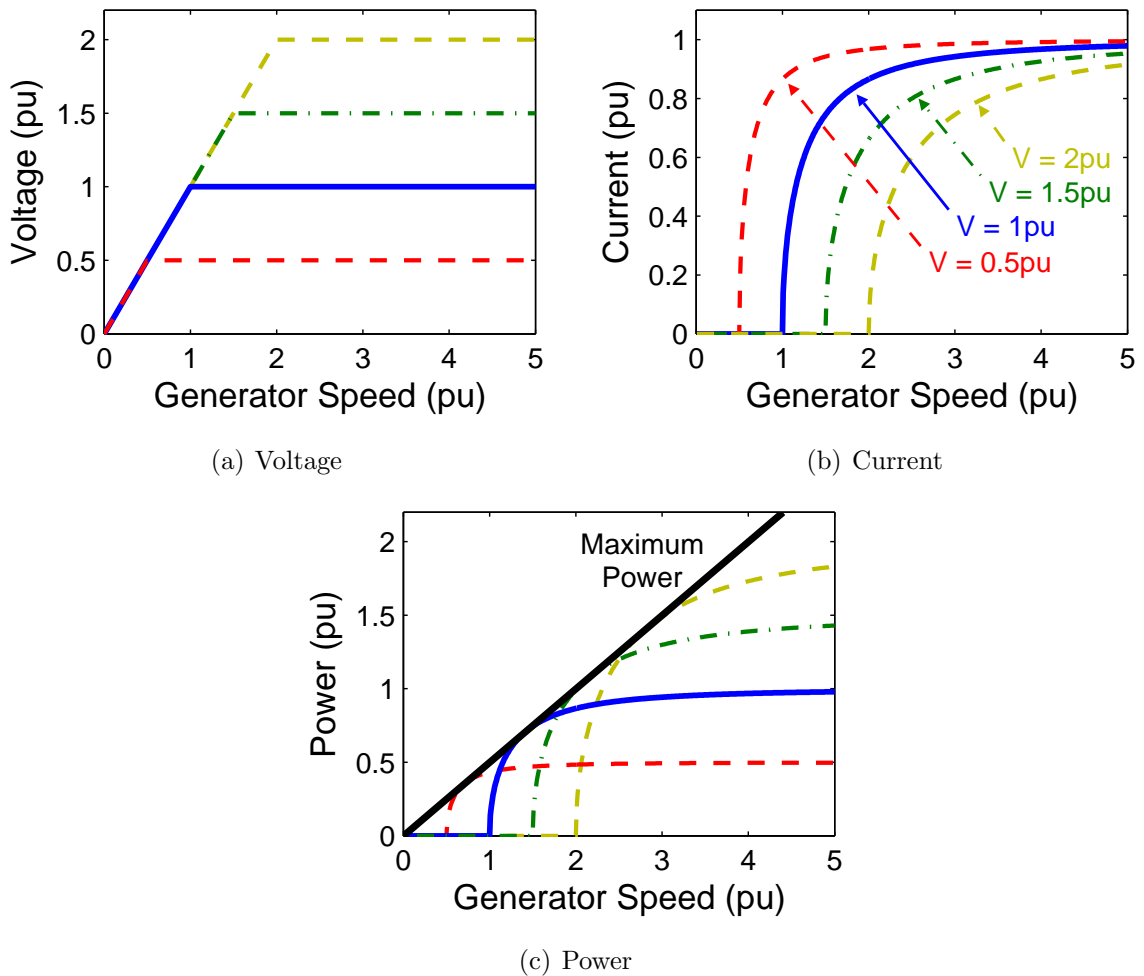 2
1.5
1
0.5
0
0 1 2 3 4 5
Voltage (pu)
Generator Speed (pu)
(a) Voltage
1
0.8
0.6
0.4
0.2
0
0 1 2 3 4 5
Current (pu)
V = 2pu
V = 1.5pu
V = 1pu
V = 0.5pu
Generator Speed (pu)
(b) Current
2
1.5
1
0.5
0
0 1 2 3 4 5
Power (pu)
Maximum
Power
Generator Speed (pu)
(c) Power